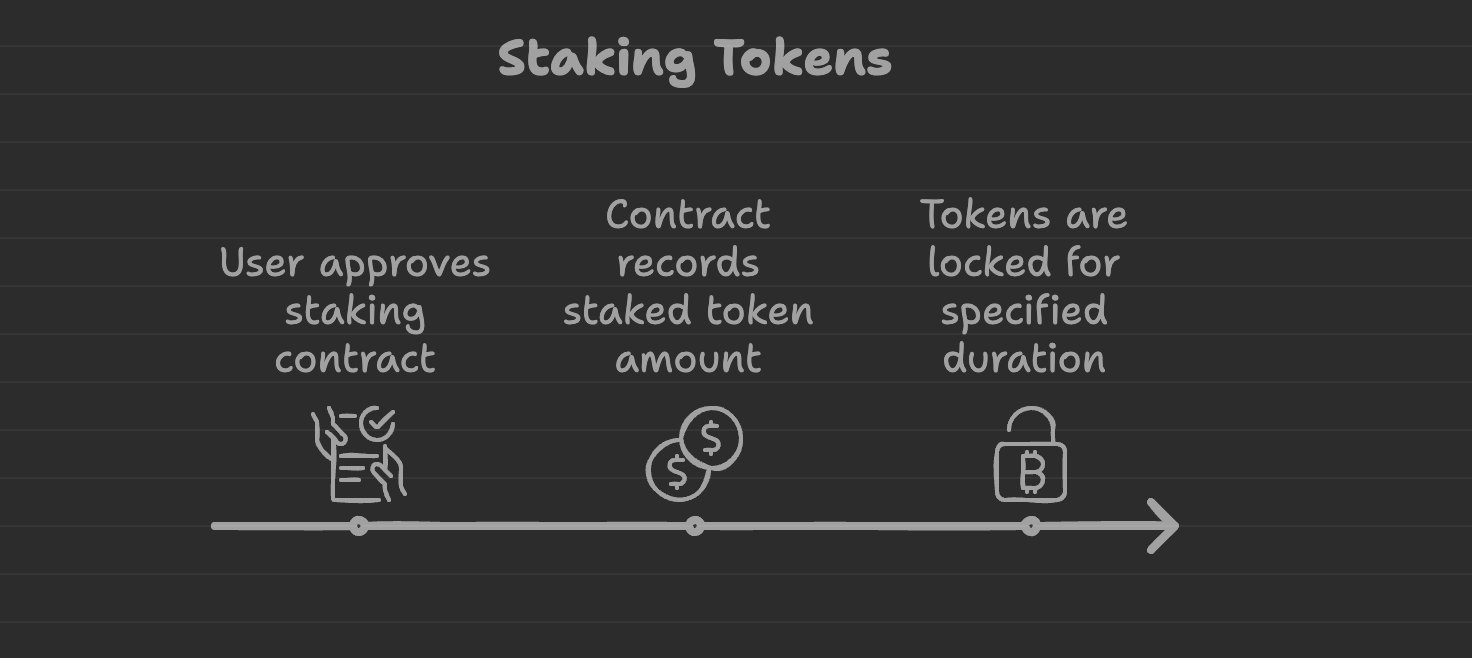 Staking Tokens
User approves
staking
contract
Contract
records
staked token
amount
Tokens are
locked for
specified
duration
$
$
B